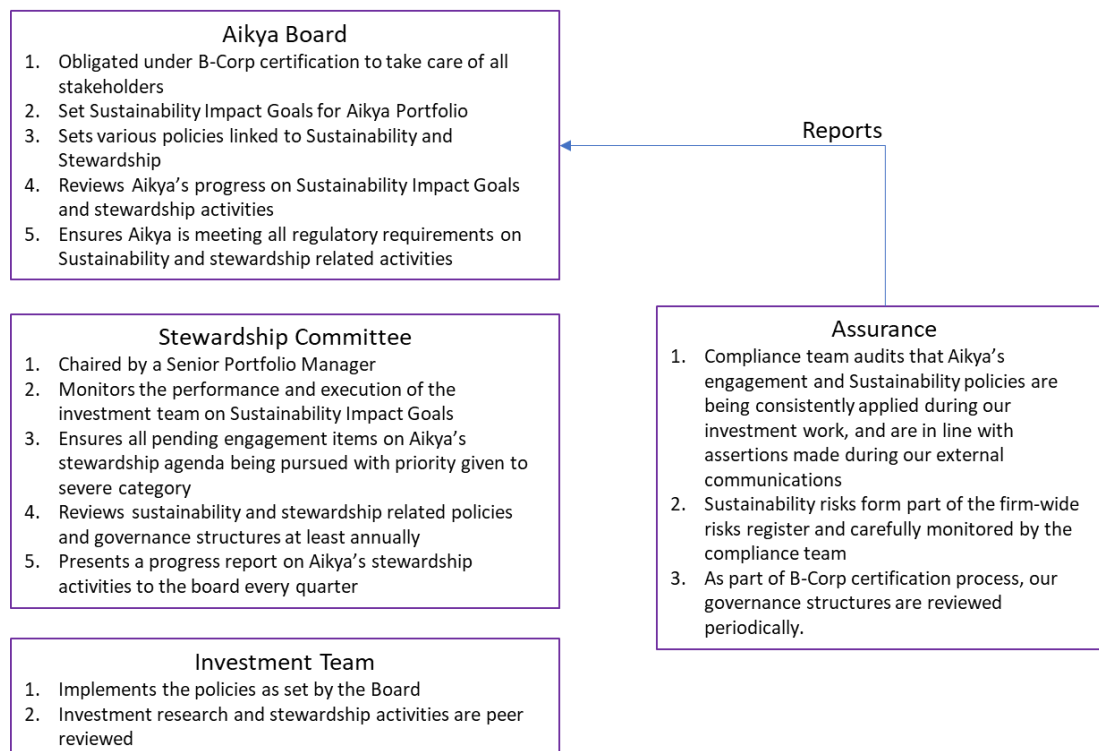 Aikya Board
1. Obligated under B-Corp certification to take care of all
stakeholders
2. Set Sustainability Impact Goals for Aikya Portfolio
3. Sets various policies linked to Sustainability and
Stewardship
4. Reviews Aikya’s progress on Sustainability Impact Goals
and stewardship activities
5. Ensures Aikya is meeting all regulatory requirements on
Sustainability and stewardship related activities
Reports
Stewardship Committee
1. Chaired by a Senior Portfolio Manager
2. Monitors the performance and execution of the
investment team on Sustainability Impact Goals
3. Ensures all pending engagement items on Aikya’s
stewardship agenda being pursued with priority given to
severe category
4. Reviews sustainability and stewardship related policies
and governance structures at least annually
5. Presents a progress report on Aikya’s stewardship
activities to the board every quarter
Assurance
1. Compliance team audits that Aikya’s
engagement and Sustainability policies are
being consistently applied during our
investment work, and are in line with
assertions made during our external
communications
2. Sustainability risks form part of the firm-wide
risks register and carefully monitored by the
compliance team
3. As part of B-Corp certification process, our
governance structures are reviewed
periodically.
Investment Team
1. Implements the policies as set by the Board
2. Investment research and stewardship activities are peer
reviewed